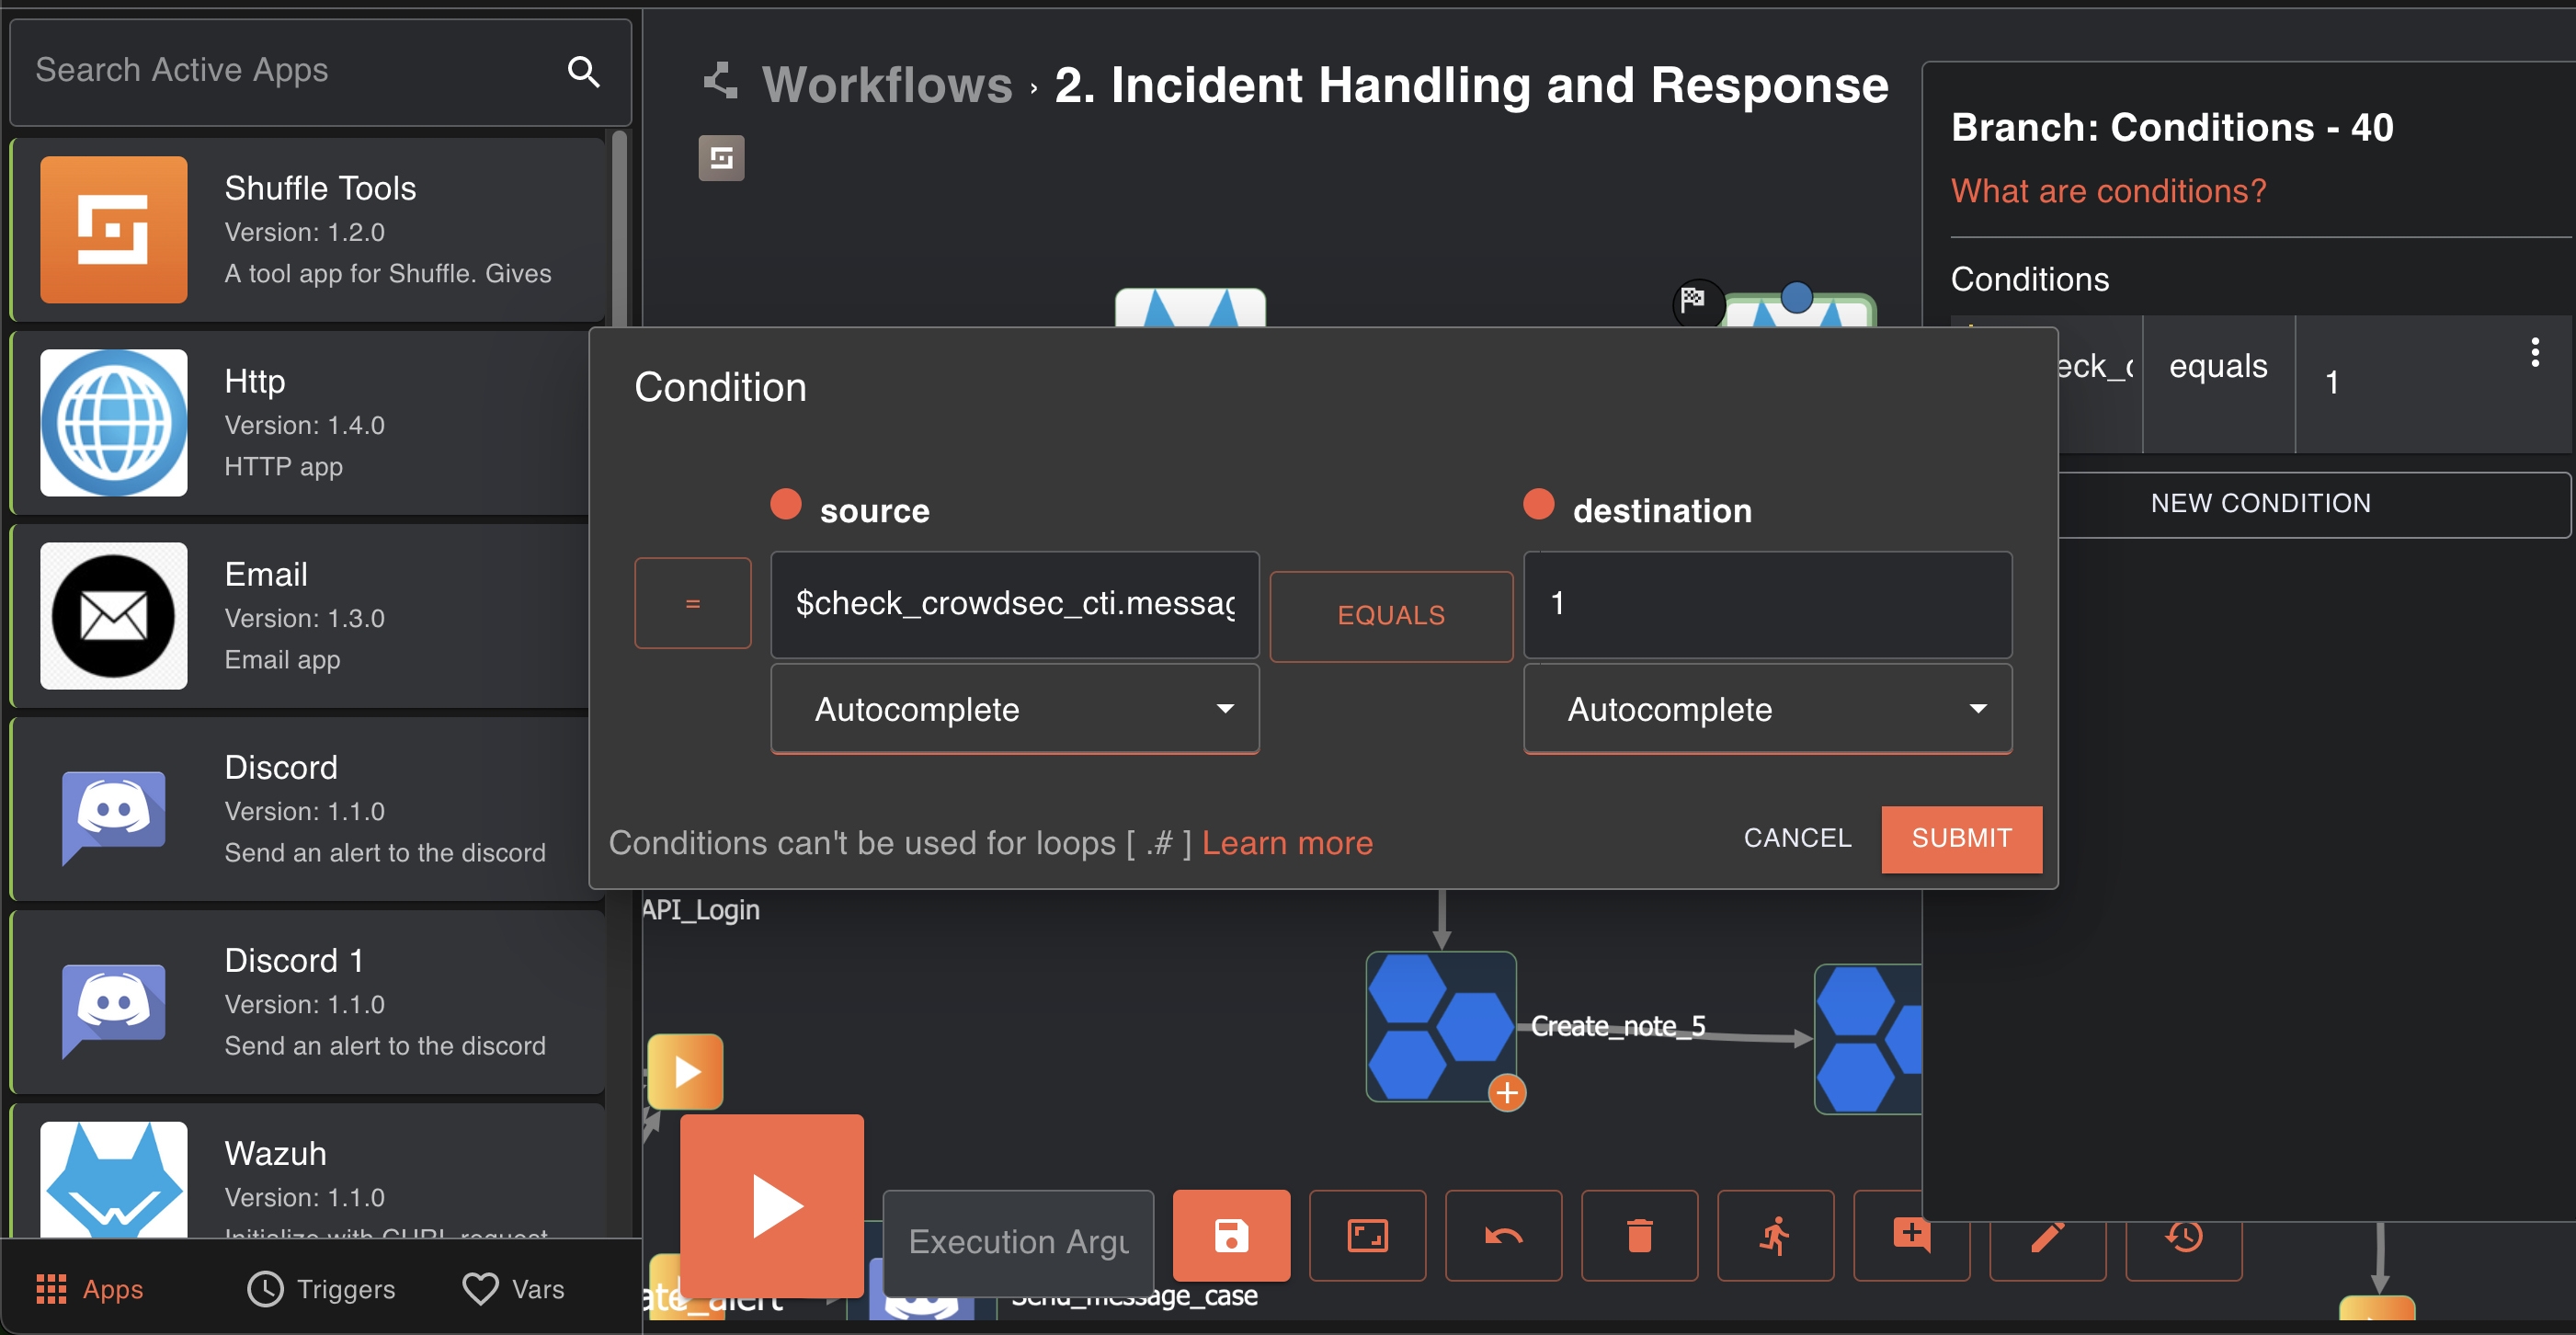 Search Active Apps
Shuffle Tools
Version: 1.2.0
A tool app for Shuffle. Gives
Http
Version: 1.4.0
HTTP app
Email
Version: 1.3.0
Email app
Discord
Version: 1.1.0
Send an alert to the discord
Discord 1
Version: 1.1.0
Send an alert to the discord
Wazuh
Version: 1.1.0
Initialize with CURL request
Apps
Triggers
Vars
Workflows › 2. Incident Handling and Response
Branch: Conditions - 40
What are conditions?
Conditions
equals
1
NEW CONDITION
Condition
source
destination
=
$check_crowdsec_cti.messag
EQUALS
1
Autocomplete
Autocomplete
Conditions can't be used for loops [ .# ] Learn more
CANCEL
SUBMIT
API_Login
Create_note_5
Execution Argu
ate_alert
Send_message_case